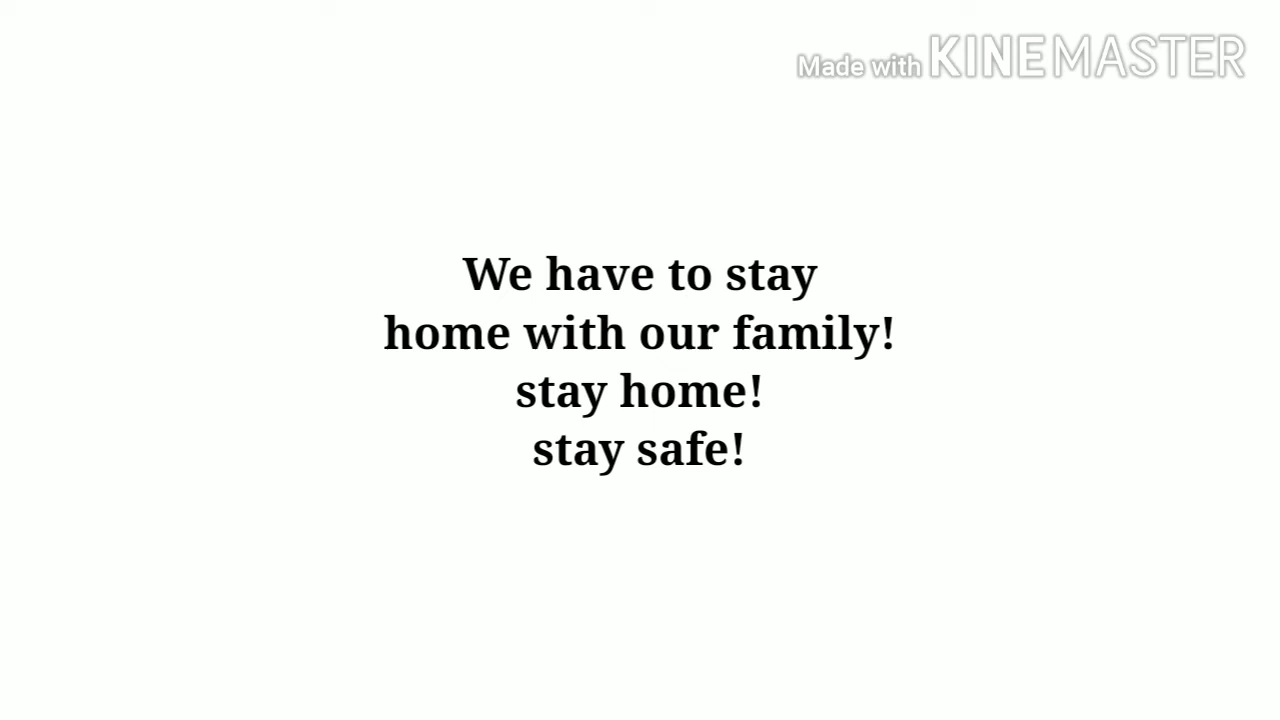 Made with KINEMASTER
We have to stay
home with our family!
stay home!
stay safe!